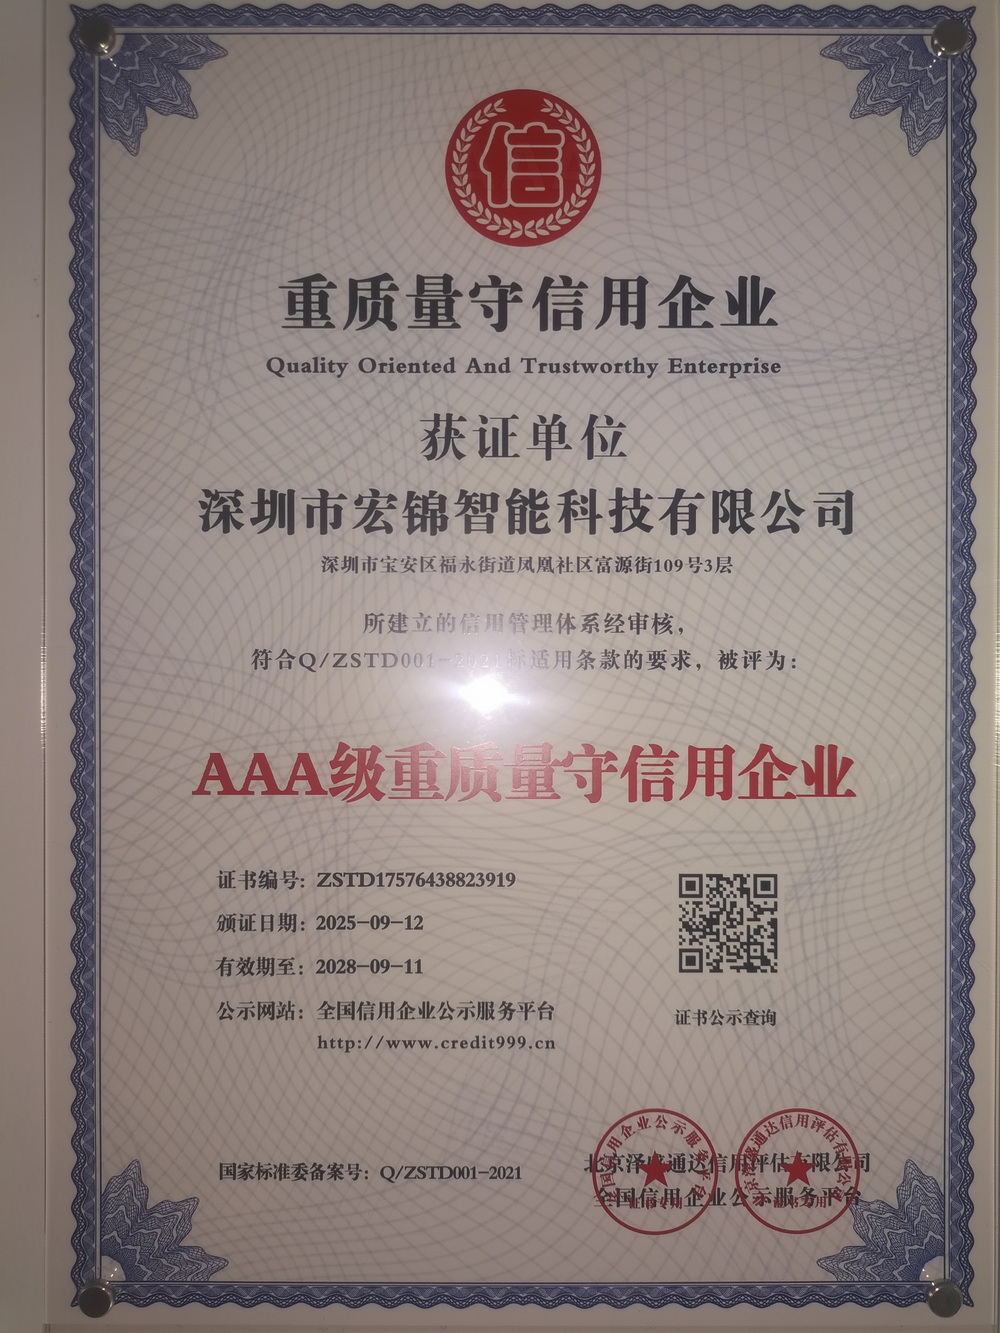 信
重质量守信用企业
Quality Oriented And Trustworthy Enterprise
获证单位
深圳市宏锦智能科技有限公司
深圳市宝安区福永街道凤凰社区富源街109号3层
所建立的信用管理体系经审核，
符合Q/ZSTD001-2021标适用条款的要求，被评为：
AAA级重质量守信用企业
证书编号：ZSTD17576438823919
颁证日期：2025-09-12
有效期至：2028-09-11
公示网站：全国信用企业公示服务平台
http://www.credit999.cn
证书公示查询
国家标准委备案号：Q/ZSTD001-2021
北京泽盛通达信用评估有限公司
全国信用企业公示服务平台